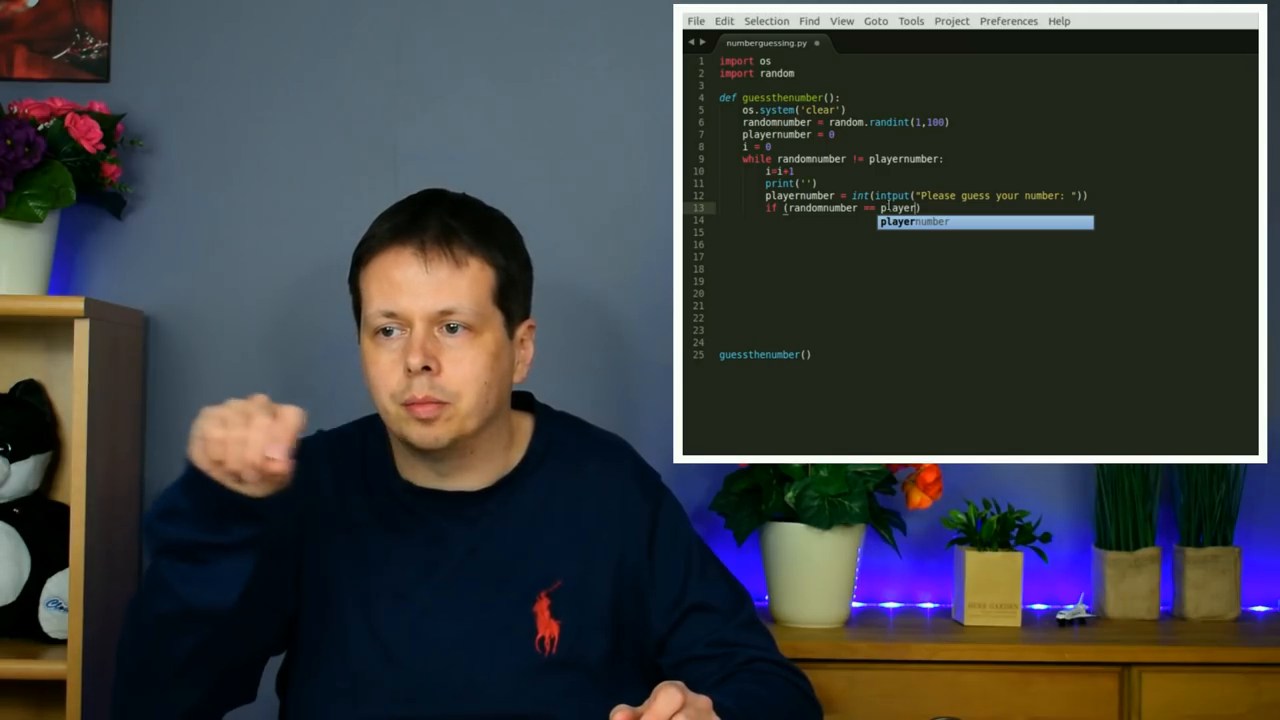 File Edit Selection Find View Goto Tools Project Preferences Help
numberguessing.py
1 import os
2 import random
3
4 def guessthenumber():
5 os.system('clear')
6 randomnumber = random.randint(1,100)
7 playernumber = 0
8 i = 0
9 while randomnumber != playernumber:
10 i=i+1
11 print('')
12 playernumber = int(intput("Please guess your number: "))
13 if (randomnumber == player)
playernumber
14
15
16
17
18
19
20
21
22
23
24
25 guessthenumber()
HERB GARDEN